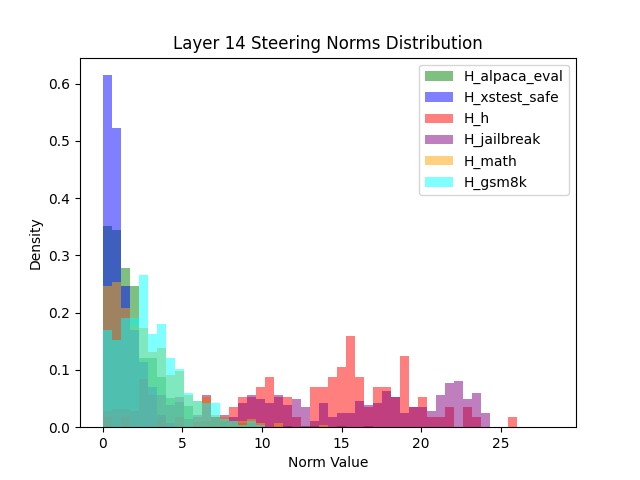 Layer 14 Steering Norms Distribution
H_alpaca_eval
H_xstest_safe
H_h
H_jailbreak
H_math
H_gsm8k
Density
0.6
0.5
0.4
0.3
0.2
0.1
0.0
0 5 10 15 20 25
Norm Value